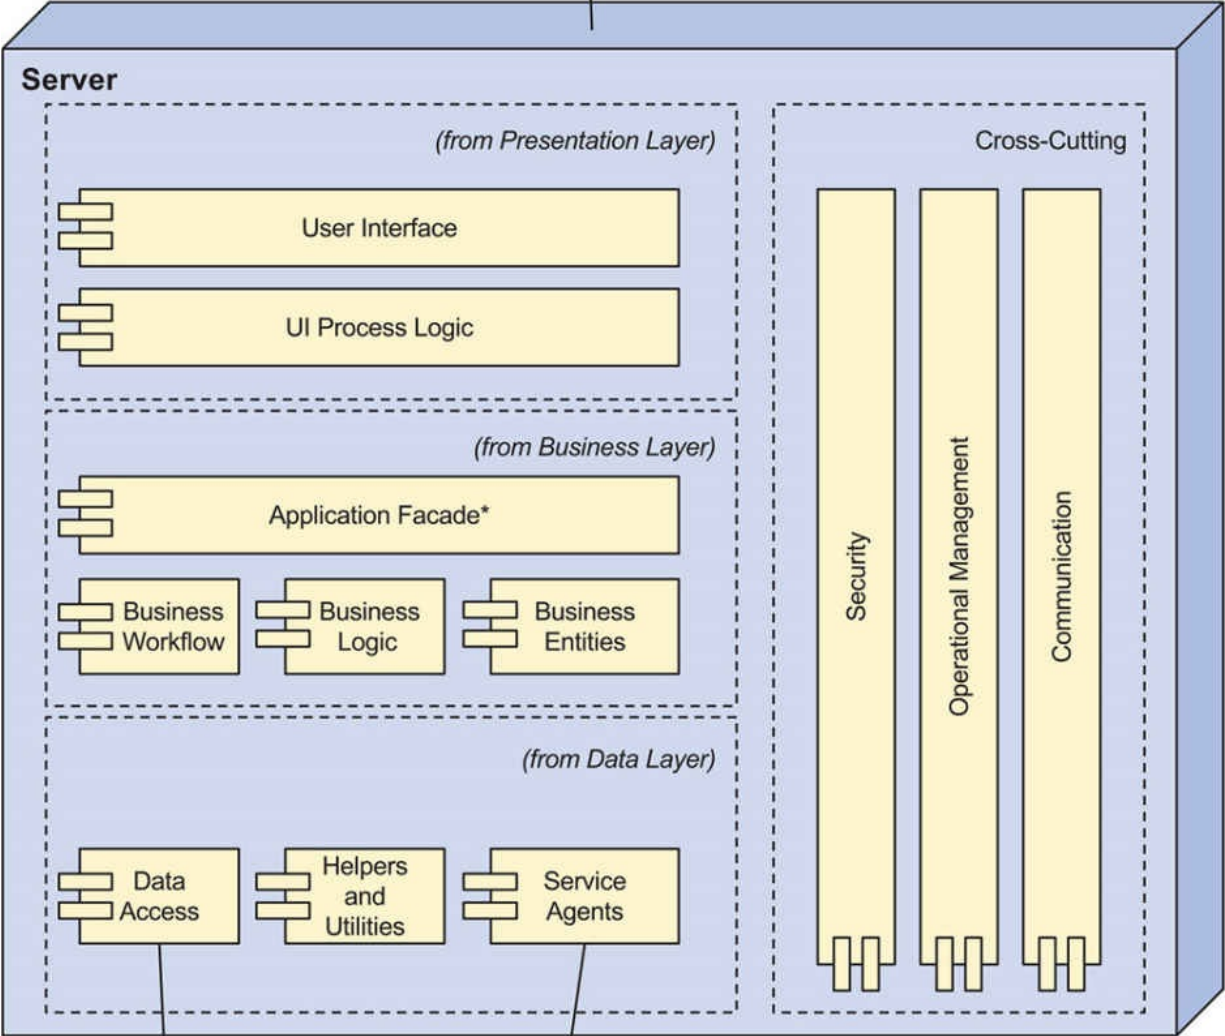 Server
(from Presentation Layer)
User Interface
UI Process Logic
(from Business Layer)
Application Facade*
Business
Workflow
Business
Logic
Business
Entities
(from Data Layer)
Data
Access
Helpers
and
Utilities
Service
Agents
Cross-Cutting
Security
Operational Management
Communication